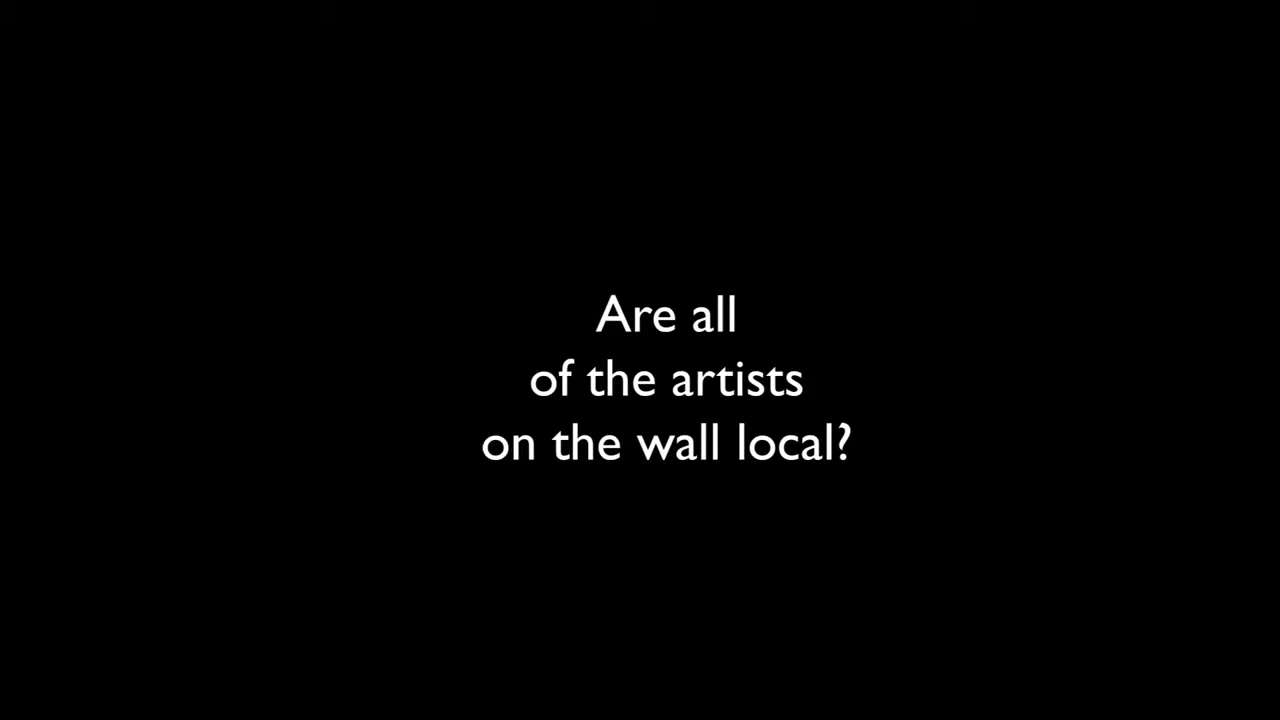 Are all
of the artists
on the wall local?